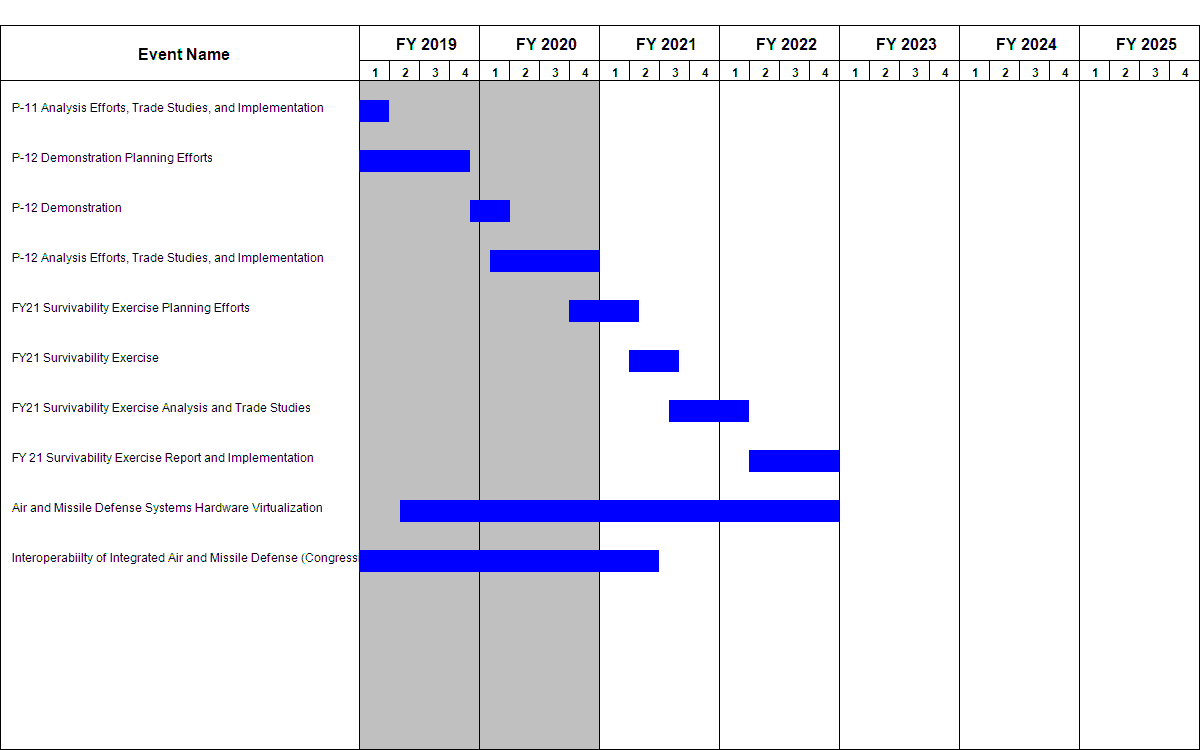 Event Name
FY 2019 FY 2020 FY 2021 FY 2022 FY 2023 FY 2024 FY 2025
1 2 3 4 1 2 3 4 1 2 3 4 1 2 3 4 1 2 3 4 1 2 3 4 1 2 3 4
P-11 Analysis Efforts, Trade Studies, and Implementation
P-12 Demonstration Planning Efforts
P-12 Demonstration
P-12 Analysis Efforts, Trade Studies, and Implementation
FY21 Survivability Exercise Planning Efforts
FY21 Survivability Exercise
FY21 Survivability Exercise Analysis and Trade Studies
FY 21 Survivability Exercise Report and Implementation
Air and Missile Defense Systems Hardware Virtualization
Interoperabiilty of Integrated Air and Missile Defense (Congressi